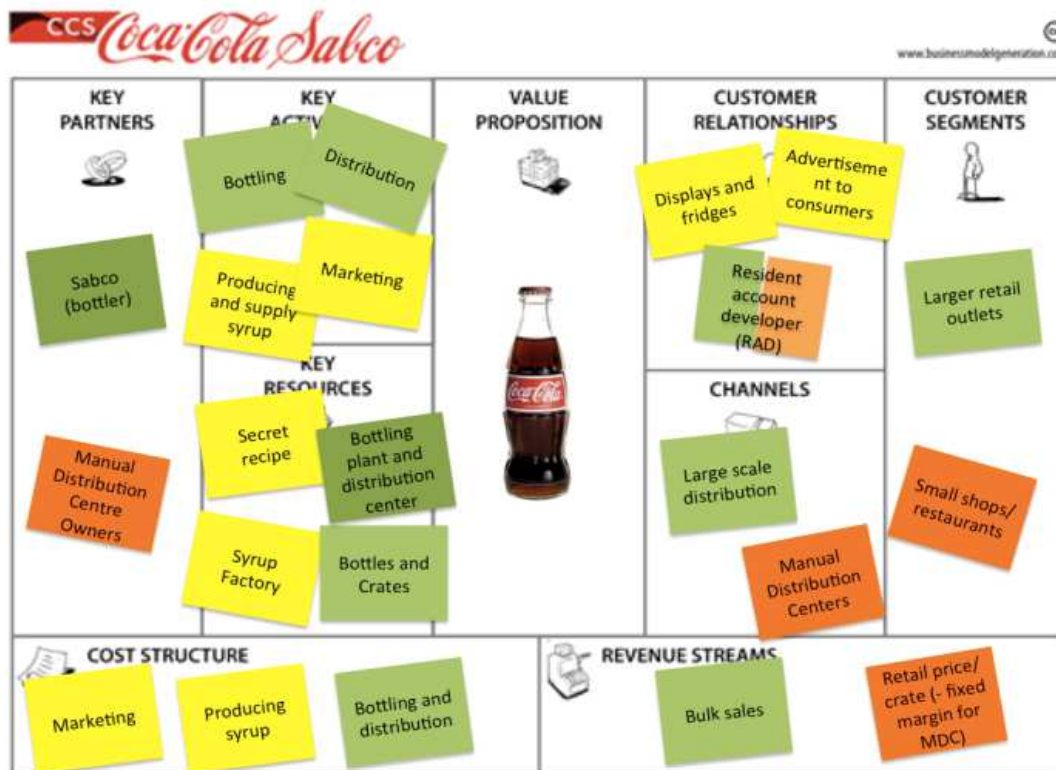 CCS Coca-Cola Sabco
www.businessmodelgeneration.co
KEY
PARTNERS
Sabco
(bottler)
Manual
Distribution
Centre
Owners
KEY
Bottling
Distribution
Producing
and supply
syrup
Marketing
KEY
RESOURCES
Secret
recipe
Bottling
plant and
distribution
center
Syrup
Factory
Bottles and
Crates
VALUE
PROPOSITION
Coca-Cola
CUSTOMER
RELATIONSHIPS
Displays and
fridges
Advertiseme
nt to
consumers
Resident
account
developer
(RAD)
CHANNELS
Large scale
distribution
Manual
Distribution
Centers
CUSTOMER
SEGMENTS
Larger retail
outlets
Small shops/
restaurants
COST STRUCTURE
Marketing
Producing
syrup
Bottling and
distribution
REVENUE STREAMS
Bulk sales
Retail price/
crate (- fixed
margin for
MDC)